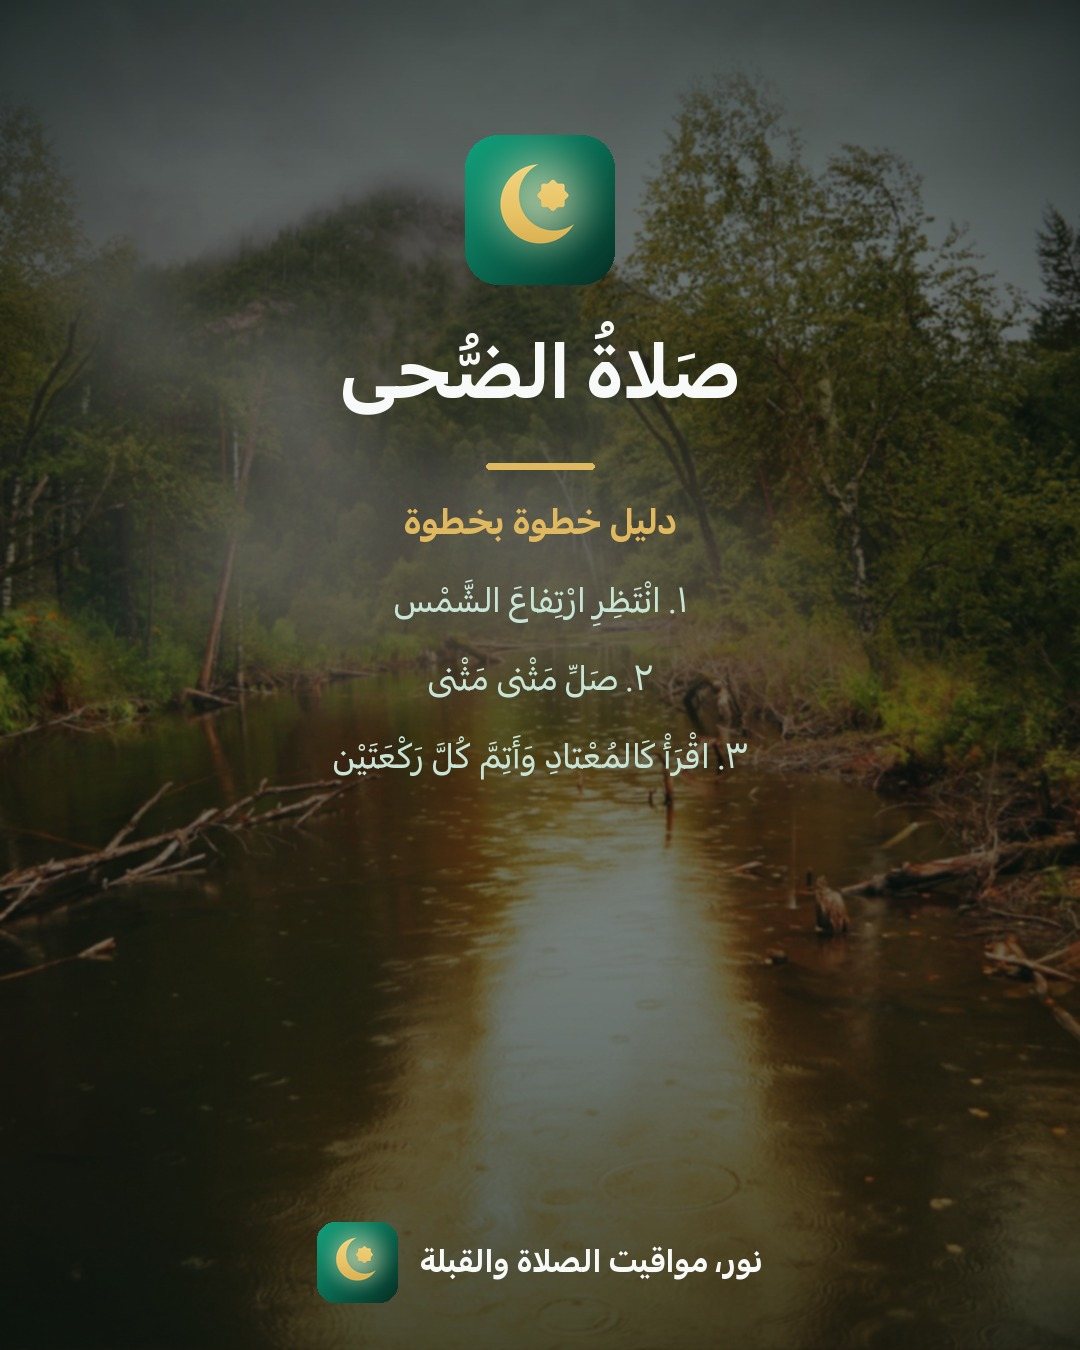 صَلاةُ الضُّحى
دليل خطوة بخطوة
١. انْتَظِرِ ارْتِفاعَ الشَّمْس
٢. صَلِّ مَثْنى مَثْنى
٣. اقْرَأْ كَالمُعْتادِ وَأَتِمَّ كُلَّ رَكْعَتَيْن
نور، مواقيت الصلاة والقبلة